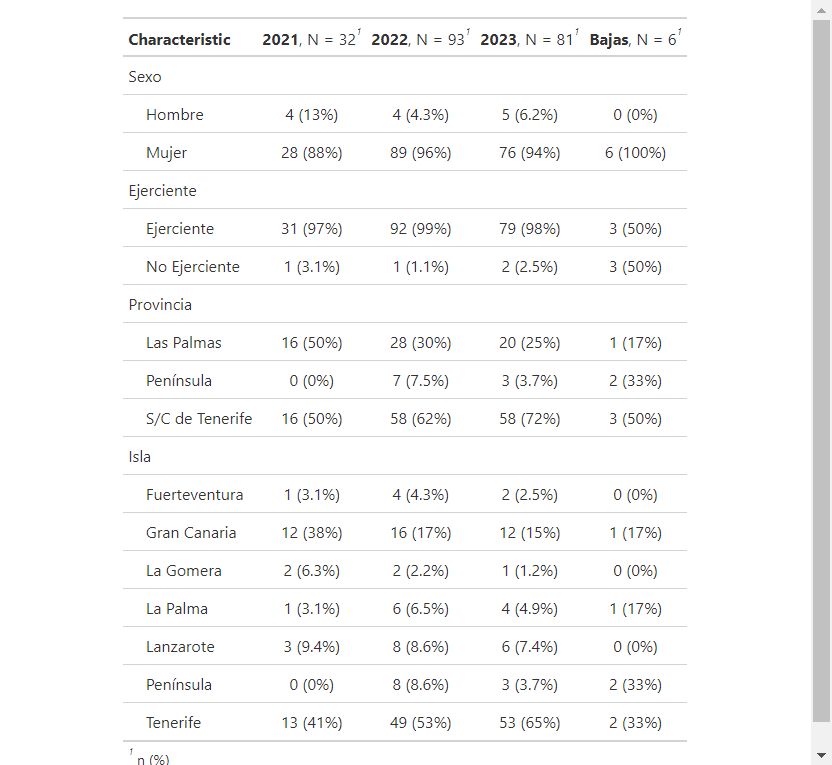 Characteristic 2021, N = 32¹ 2022, N = 93¹ 2023, N = 81¹ Bajas, N = 6¹
Sexo
Hombre 4 (13%) 4 (4.3%) 5 (6.2%) 0 (0%)
Mujer 28 (88%) 89 (96%) 76 (94%) 6 (100%)
Ejerciente
Ejerciente 31 (97%) 92 (99%) 79 (98%) 3 (50%)
No Ejerciente 1 (3.1%) 1 (1.1%) 2 (2.5%) 3 (50%)
Provincia
Las Palmas 16 (50%) 28 (30%) 20 (25%) 1 (17%)
Península 0 (0%) 7 (7.5%) 3 (3.7%) 2 (33%)
S/C de Tenerife 16 (50%) 58 (62%) 58 (72%) 3 (50%)
Isla
Fuerteventura 1 (3.1%) 4 (4.3%) 2 (2.5%) 0 (0%)
Gran Canaria 12 (38%) 16 (17%) 12 (15%) 1 (17%)
La Gomera 2 (6.3%) 2 (2.2%) 1 (1.2%) 0 (0%)
La Palma 1 (3.1%) 6 (6.5%) 4 (4.9%) 1 (17%)
Lanzarote 3 (9.4%) 8 (8.6%) 6 (7.4%) 0 (0%)
Península 0 (0%) 8 (8.6%) 3 (3.7%) 2 (33%)
Tenerife 13 (41%) 49 (53%) 53 (65%) 2 (33%)
¹ n (%)